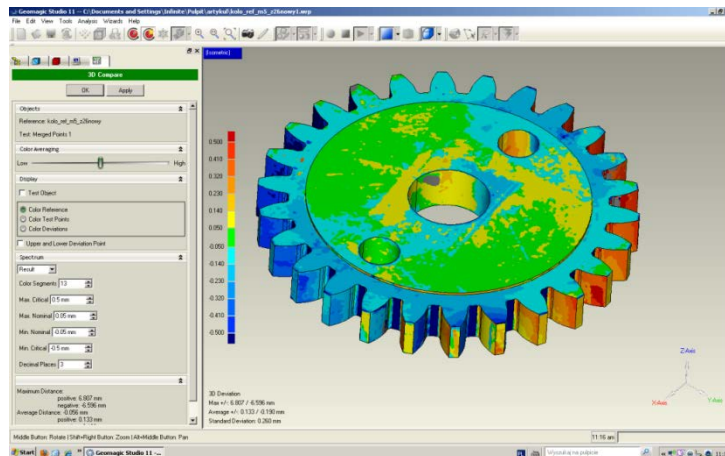 Geomagic Studio 11 -- C:\Documents and Settings\Infinite\Pulpit\artykul\kolo_ref_m5_z26nowy1.wrp
File Edit View Tools Analysis Wizards Help
3D Compare
OK Apply
Objects
Reference: kolo_ref_m5_z26nowy
Test: Merged Points 1
Color Averaging
Low High
Display
Test Object
Color Reference
Color Test Points
Color Deviations
Upper and Lower Deviation Point
Spectrum
Result
Color Segments 13
Max. Critical 0.5 mm
Max. Nominal 0.05 mm
Min. Nominal -0.05 mm
Min. Critical -0.5 mm
Decimal Places 3
Maximum Distance:
positive: 6.807 mm
negative: -6.596 mm
Average Distance: -0.056 mm
positive: 0.133 mm
Isometric
0.500
0.410
0.320
0.230
0.140
0.050
-0.050
-0.140
-0.230
-0.320
-0.410
-0.500
3D Deviation
Max +/-: 6.807 / -6.596 mm
Average +/-: 0.133 / -0.190 mm
Standard Deviation: 0.260 mm
Z-Axis
X-Axis
Y-Axis
Middle Button: Rotate | Shift+Right Button: Zoom | Alt+Middle Button: Pan
11:16 am
Start
Geomagic Studio 11 -...
Wyszukaj na pulpicie